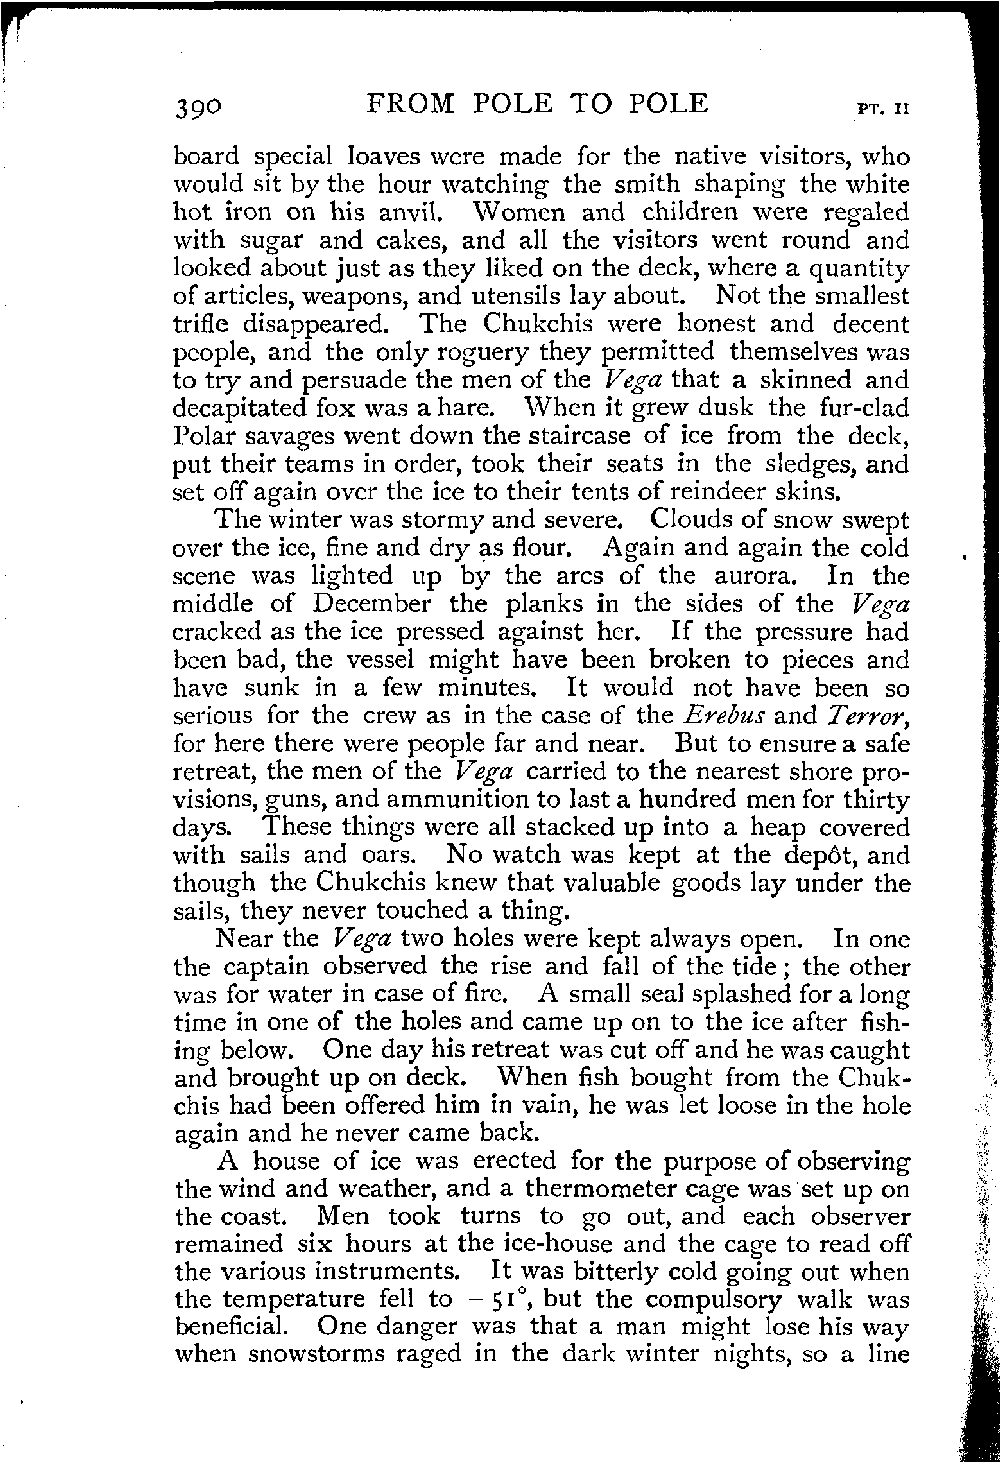 390 FROM POLE TO POLE PT. II
board special loaves were made for the native visitors, who
would sit by the hour watching the smith shaping the white
hot iron on his anvil. Women and children were regaled
with sugar and cakes, and all the visitors went round and
looked about just as they liked on the deck, where a quantity
of articles, weapons, and utensils lay about. Not the smallest
trifle disappeared. The Chukchis were honest and decent
people, and the only roguery they permitted themselves was
to try and persuade the men of the Vega that a skinned and
decapitated fox was a hare. When it grew dusk the fur-clad
Polar savages went down the staircase of ice from the deck,
put their teams in order, took their seats in the sledges, and
set off again over the ice to their tents of reindeer skins.
The winter was stormy and severe. Clouds of snow swept
over the ice, fine and dry as flour. Again and again the cold
scene was lighted up by the arcs of the aurora. In the
middle of December the planks in the sides of the Vega
cracked as the ice pressed against her. If the pressure had
been bad, the vessel might have been broken to pieces and
have sunk in a few minutes. It would not have been so
serious for the crew as in the case of the Erebus and Terror,
for here there were people far and near. But to ensure a safe
retreat, the men of the Vega carried to the nearest shore pro-
visions, guns, and ammunition to last a hundred men for thirty
days. These things were all stacked up into a heap covered
with sails and oars. No watch was kept at the depôt, and
though the Chukchis knew that valuable goods lay under the
sails, they never touched a thing.
Near the Vega two holes were kept always open. In one
the captain observed the rise and fall of the tide; the other
was for water in case of fire. A small seal splashed for a long
time in one of the holes and came up on to the ice after fish-
ing below. One day his retreat was cut off and he was caught
and brought up on deck. When fish bought from the Chuk-
chis had been offered him in vain, he was let loose in the hole
again and he never came back.
A house of ice was erected for the purpose of observing
the wind and weather, and a thermometer cage was set up on
the coast. Men took turns to go out, and each observer
remained six hours at the ice-house and the cage to read off
the various instruments. It was bitterly cold going out when
the temperature fell to – 51°, but the compulsory walk was
beneficial. One danger was that a man might lose his way
when snowstorms raged in the dark winter nights, so a line